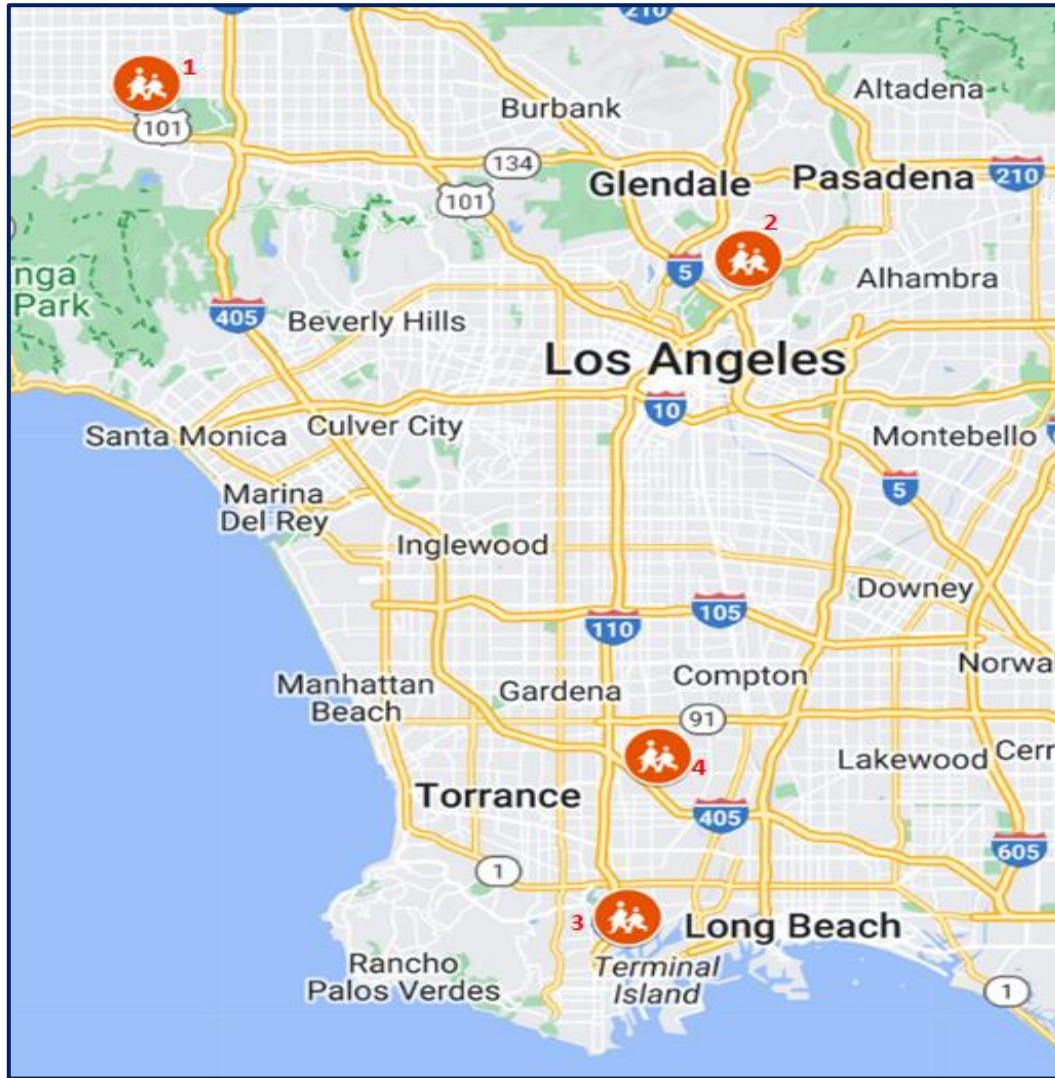 210
210
1
Altadena
Burbank
101
134
210
Glendale
Pasadena
101
2
nga
Park
5
Alhambra
405
Beverly Hills
Los Angeles
10
Santa Monica
Culver City
Montebello
Marina
Del Rey
5
Inglewood
Downey
105
110
Norwa
Compton
Manhattan
Beach
Gardena
91
Lakewood
Cerr
4
Torrance
405
605
1
3
Long Beach
Rancho
Palos Verdes
Terminal
Island
1